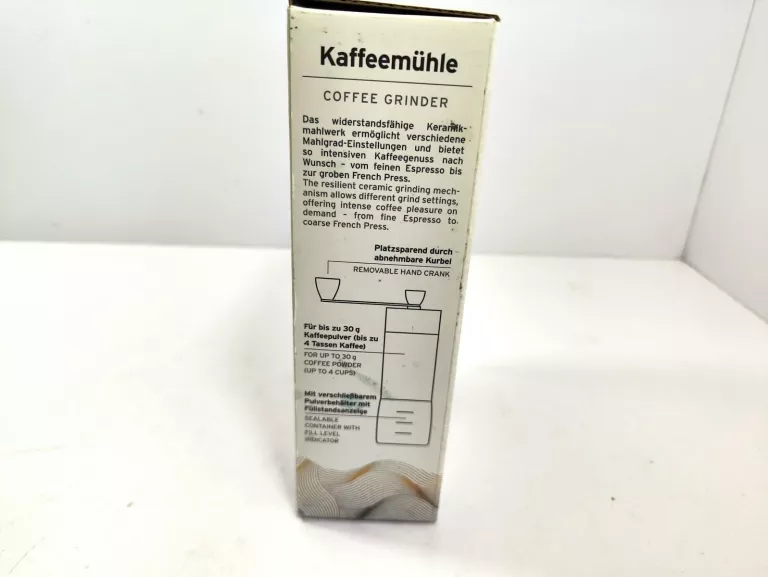 Kaffeemühle
COFFEE GRINDER
Das widerstandsfähige Keramik-
mahlwerk ermöglicht verschiedene
Mahlgrad-Einstellungen und bietet
so intensiven Kaffeegenuss nach
Wunsch – vom feinen Espresso bis
zur groben French Press.
The resilient ceramic grinding mech-
anism allows different grind settings,
offering intense coffee pleasure on
demand – from fine Espresso to
coarse French Press.
Platzsparend durch
abnehmbare Kurbel
REMOVABLE HAND CRANK
Für bis zu 30 g
Kaffeepulver (bis zu
4 Tassen Kaffee)
FOR UP TO 30 g
COFFEE POWDER
(UP TO 4 CUPS)
Mit verschließbarem
Pulverbehälter mit
Füllstandsanzeige
SEALABLE
CONTAINER WITH
FILL LEVEL
INDICATOR